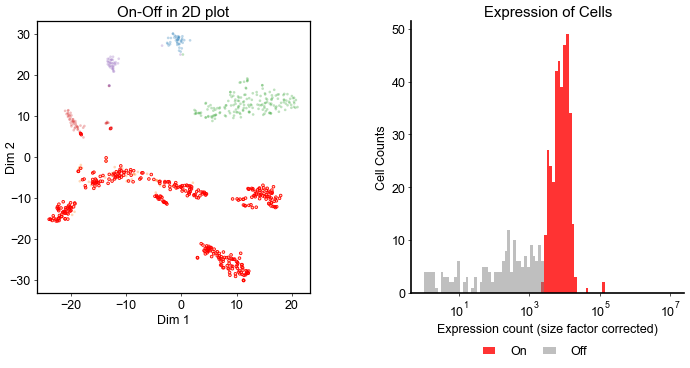 On-Off in 2D plot
30
20
10
0
−10
−20
−30
Dim 2
−20 −10 0 10 20
Dim 1
Expression of Cells
50
40
30
20
10
0
Cell Counts
10^1 10^3 10^5 10^7
Expression count (size factor corrected)
On Off